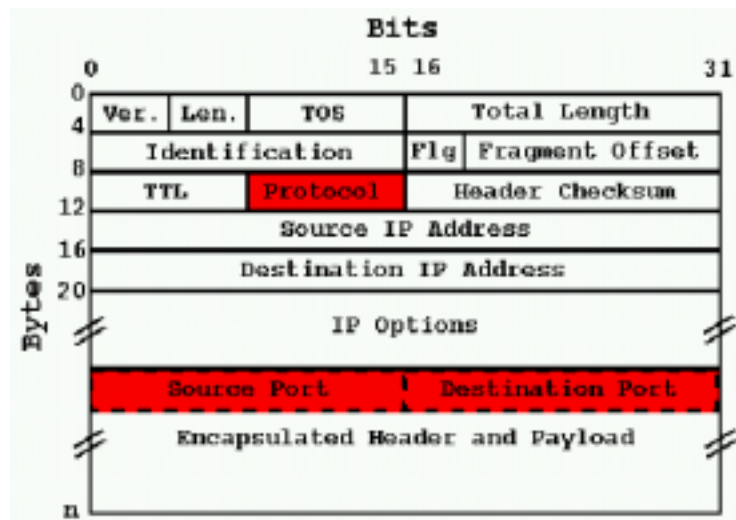 Bits
0 15 16 31
0
Ver. Len. TOS Total Length
4
Identification Flg Fragment Offset
8
TTL Protocol Header Checksum
12
Source IP Address
16
Destination IP Address
20
IP Options
Bytes
Source Port Destination Port
Encapsulated Header and Payload
n